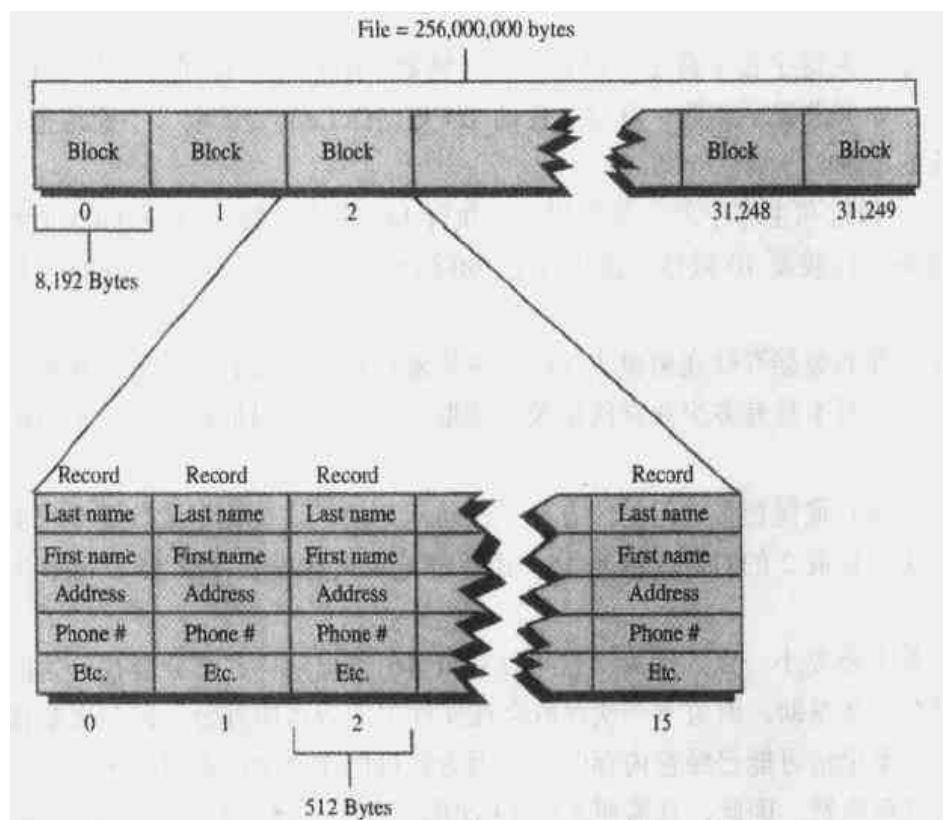 File = 256,000,000 bytes
Block Block Block Block Block
0 1 2 31,248 31,249
8,192 Bytes
Record Record Record Record
Last name Last name Last name Last name
First name First name First name First name
Address Address Address Address
Phone # Phone # Phone # Phone #
Etc. Etc. Etc. Etc.
0 1 2 15
512 Bytes